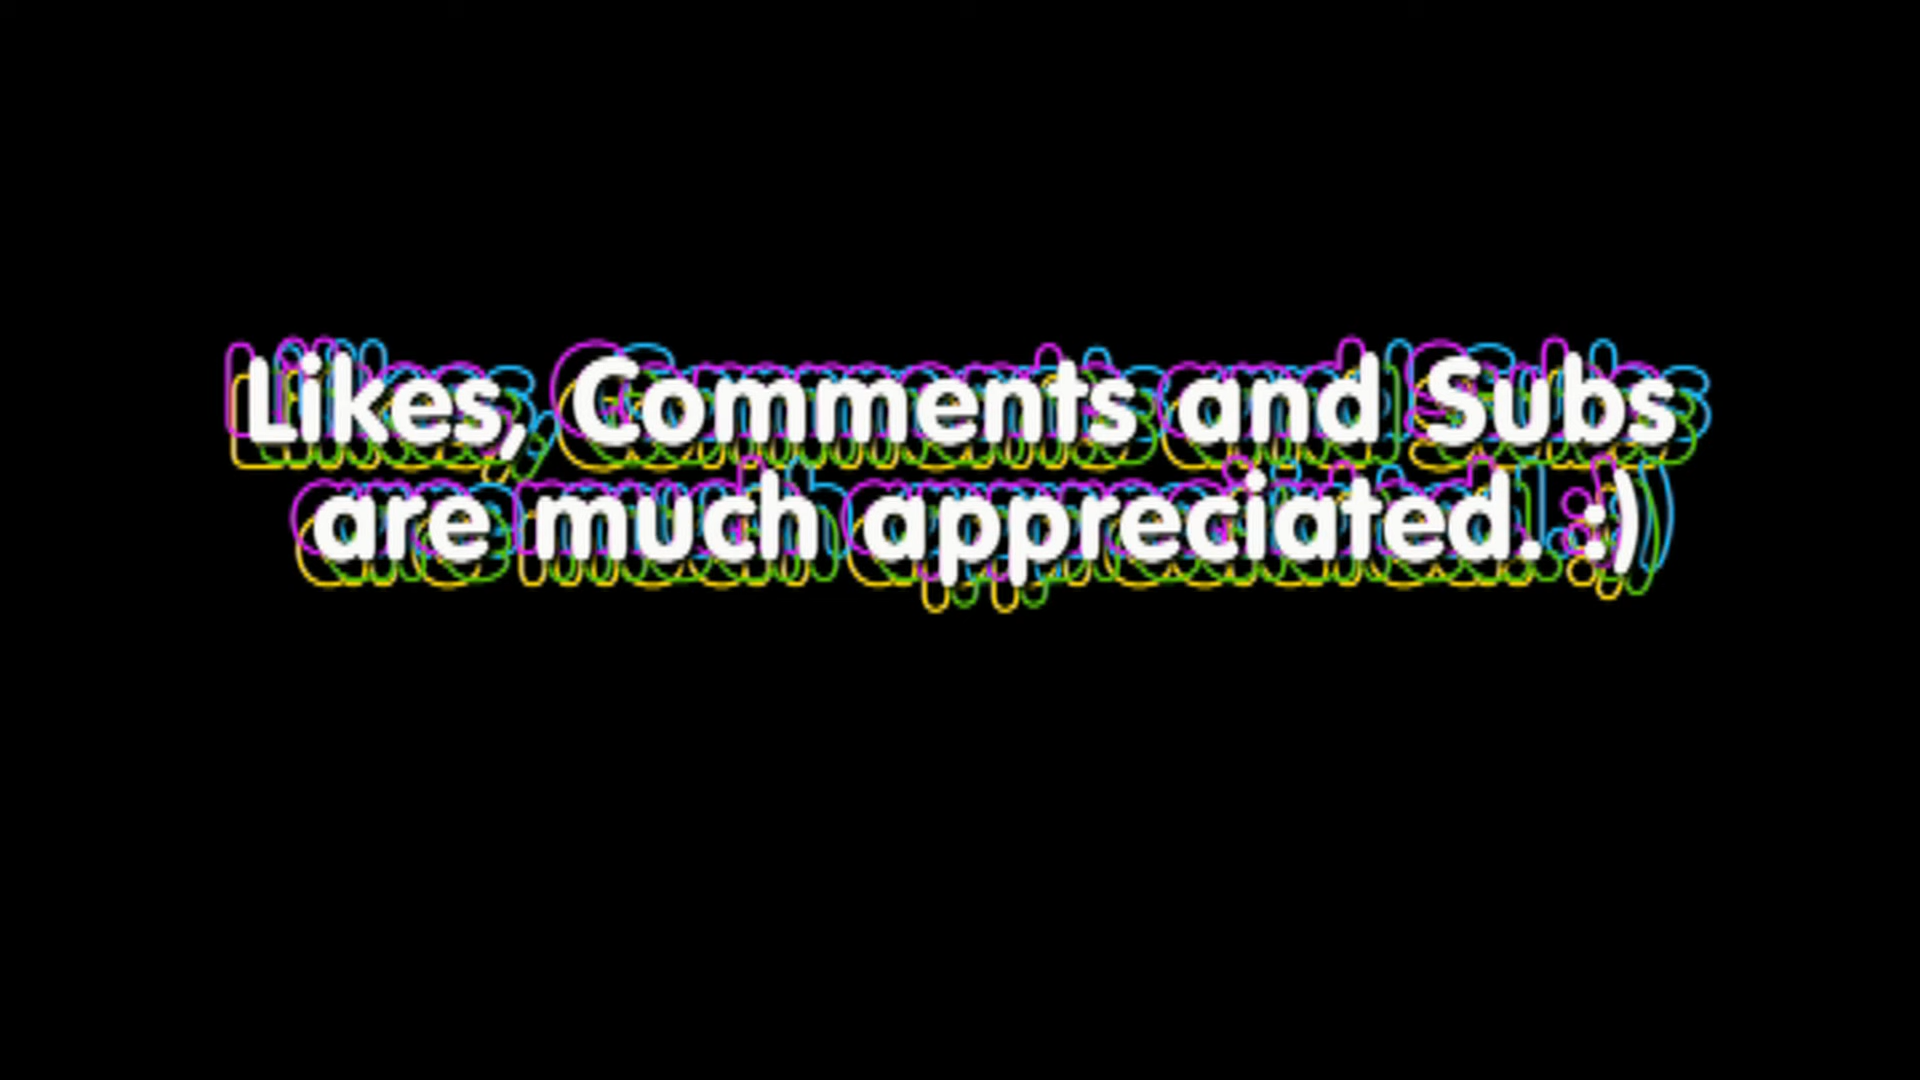 Likes, Comments and Subs
are much appreciated. :)